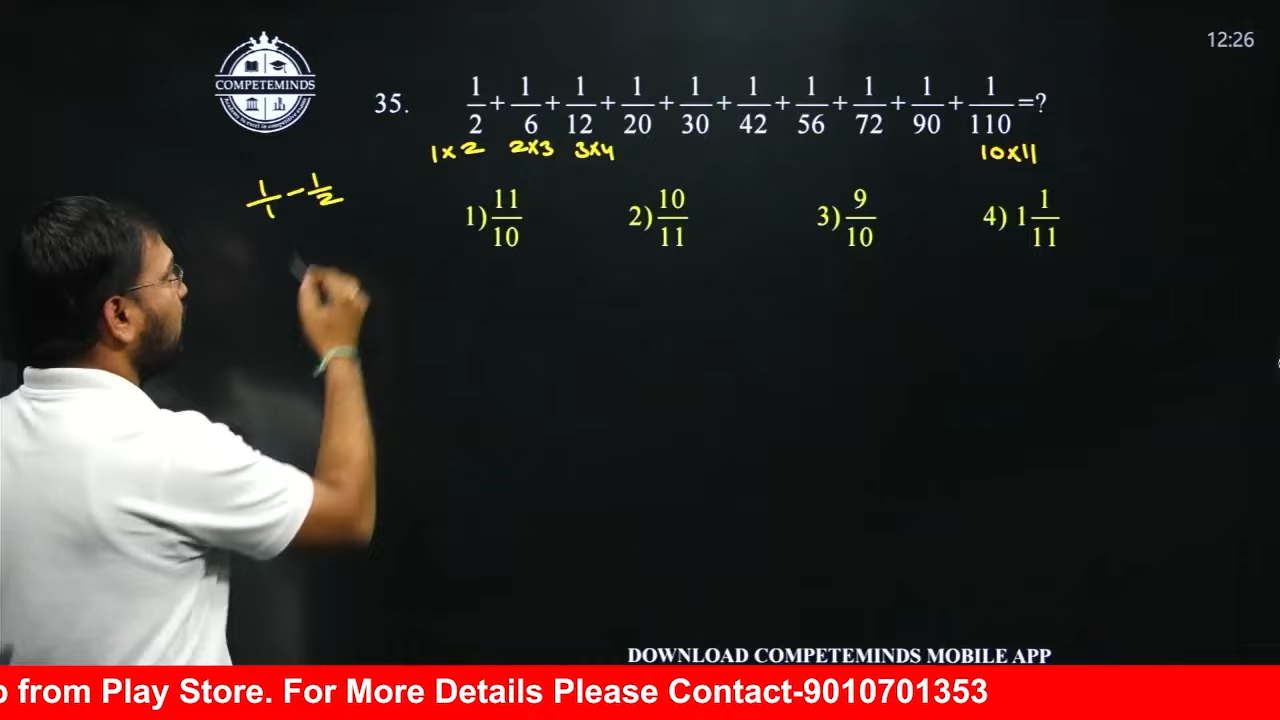 12:26
COMPETEMINDS
35. 1/2 + 1/6 + 1/12 + 1/20 + 1/30 + 1/42 + 1/56 + 1/72 + 1/90 + 1/110 =?
1×2 2×3 3×4 10×11
1/1 - 1/2
1) 11/10 2) 10/11 3) 9/10 4) 1 1/11
DOWNLOAD COMPETEMINDS MOBILE APP
from Play Store. For More Details Please Contact-9010701353